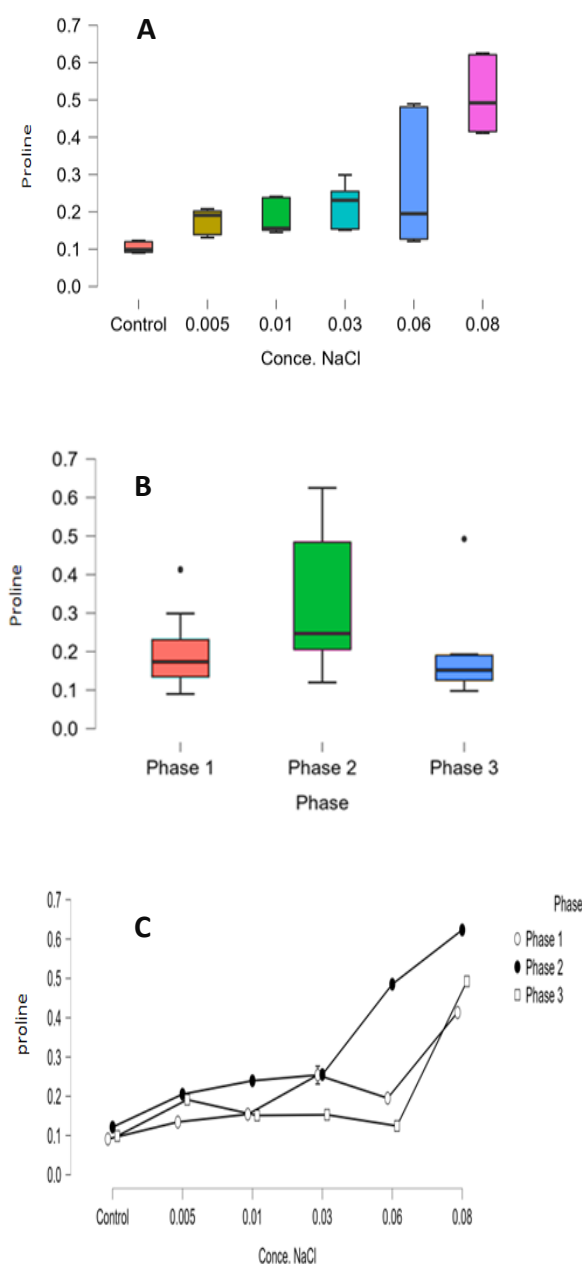 A
0.7
0.6
0.5
0.4
0.3
0.2
0.1
0.0
Proline
Control 0.005 0.01 0.03 0.06 0.08
Conce. NaCl
B
0.7
0.6
0.5
0.4
0.3
0.2
0.1
0.0
Proline
Phase 1 Phase 2 Phase 3
Phase
C
0.7
0.6
0.5
0.4
0.3
0.2
0.1
0.0
proline
Phase
Phase 1
Phase 2
Phase 3
Control 0.005 0.01 0.03 0.06 0.08
Conce. NaCl